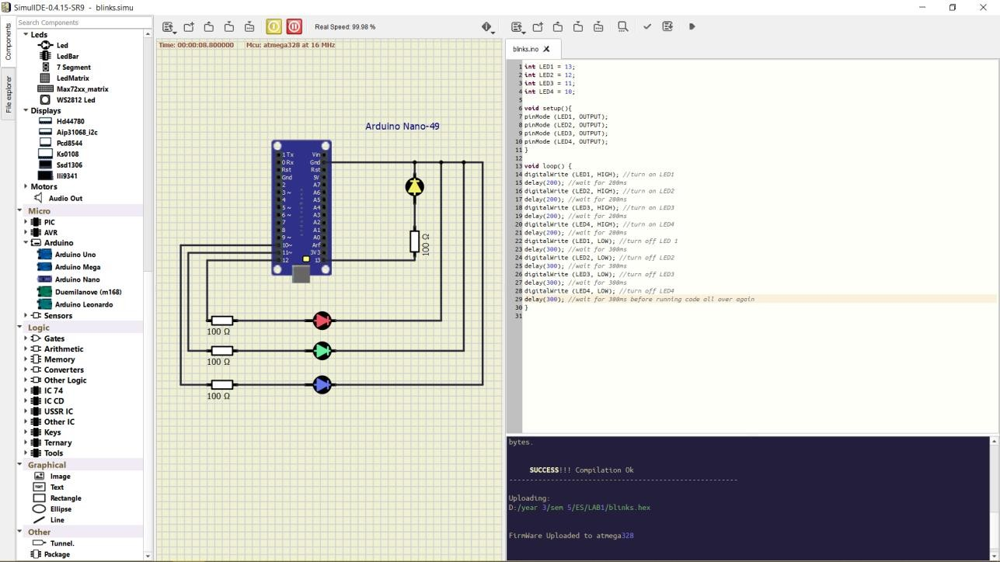 SimulIDE-0.4.15-SR9 - blinks.simu
Components
File explorer
Search Components
Leds
Led
LedBar
7 Segment
LedMatrix
Max72xx_matrix
WS2812 Led
Displays
Hd44780
Aip31068_i2c
Pcd8544
Ks0108
Ssd1306
Ili9341
Motors
Audio Out
Micro
PIC
AVR
Arduino
Arduino Uno
Arduino Mega
Arduino Nano
Duemilanove (m168)
Arduino Leonardo
Sensors
Logic
Gates
Arithmetic
Memory
Converters
Other Logic
IC 74
IC CD
USSR IC
Other IC
Keys
Ternary
Tools
Graphical
Image
TEXT Text
Rectangle
Ellipse
Line
Other
Tunnel.
Package
Real Speed: 99.98 %
Time: 00:00:08.800000 Mcu: atmega328 at 16 MHz
Arduino Nano-49
1 Tx Vin
0 Rx Gnd
Rst Rst
Gnd 5V
2 A7
3 ~ A6
4 A5
5 ~ A4
6 ~ A3
7 A2
8 A1
9 ~ A0
10~ Arf
11~ 3V3
12 13
100 Ω
100 Ω
100 Ω
100 Ω
blinks.ino X
1 int LED1 = 13;
2 int LED2 = 12;
3 int LED3 = 11;
4 int LED4 = 10;
5
6 void setup(){
7 pinMode (LED1, OUTPUT);
8 pinMode (LED2, OUTPUT);
9 pinMode (LED3, OUTPUT);
10 pinMode (LED4, OUTPUT);
11 }
12
13 void loop() {
14 digitalWrite (LED1, HIGH); //turn on LED1
15 delay(200); //wait for 200ms
16 digitalWrite (LED2, HIGH); //turn on LED2
17 delay(200); //wait for 200ms
18 digitalWrite (LED3, HIGH); //turn on LED3
19 delay(200); //wait for 200ms
20 digitalWrite (LED4, HIGH); //turn on LED4
21 delay(200); //wait for 200ms
22 digitalWrite (LED1, LOW); //turn off LED 1
23 delay(300); //wait for 300ms
24 digitalWrite (LED2, LOW); //turn off LED2
25 delay(300); //wait for 300ms
26 digitalWrite (LED3, LOW); //turn off LED3
27 delay(300); //wait for 300ms
28 digitalWrite (LED4, LOW); //turn off LED4
29 delay(300); //wait for 300ms before running code all over again
30 }
31
bytes.
SUCCESS!!! Compilation Ok
--------------------------------------------------------
Uploading:
D:/year 3/sem 5/ES/LAB1/blinks.hex
FirmWare Uploaded to atmega328